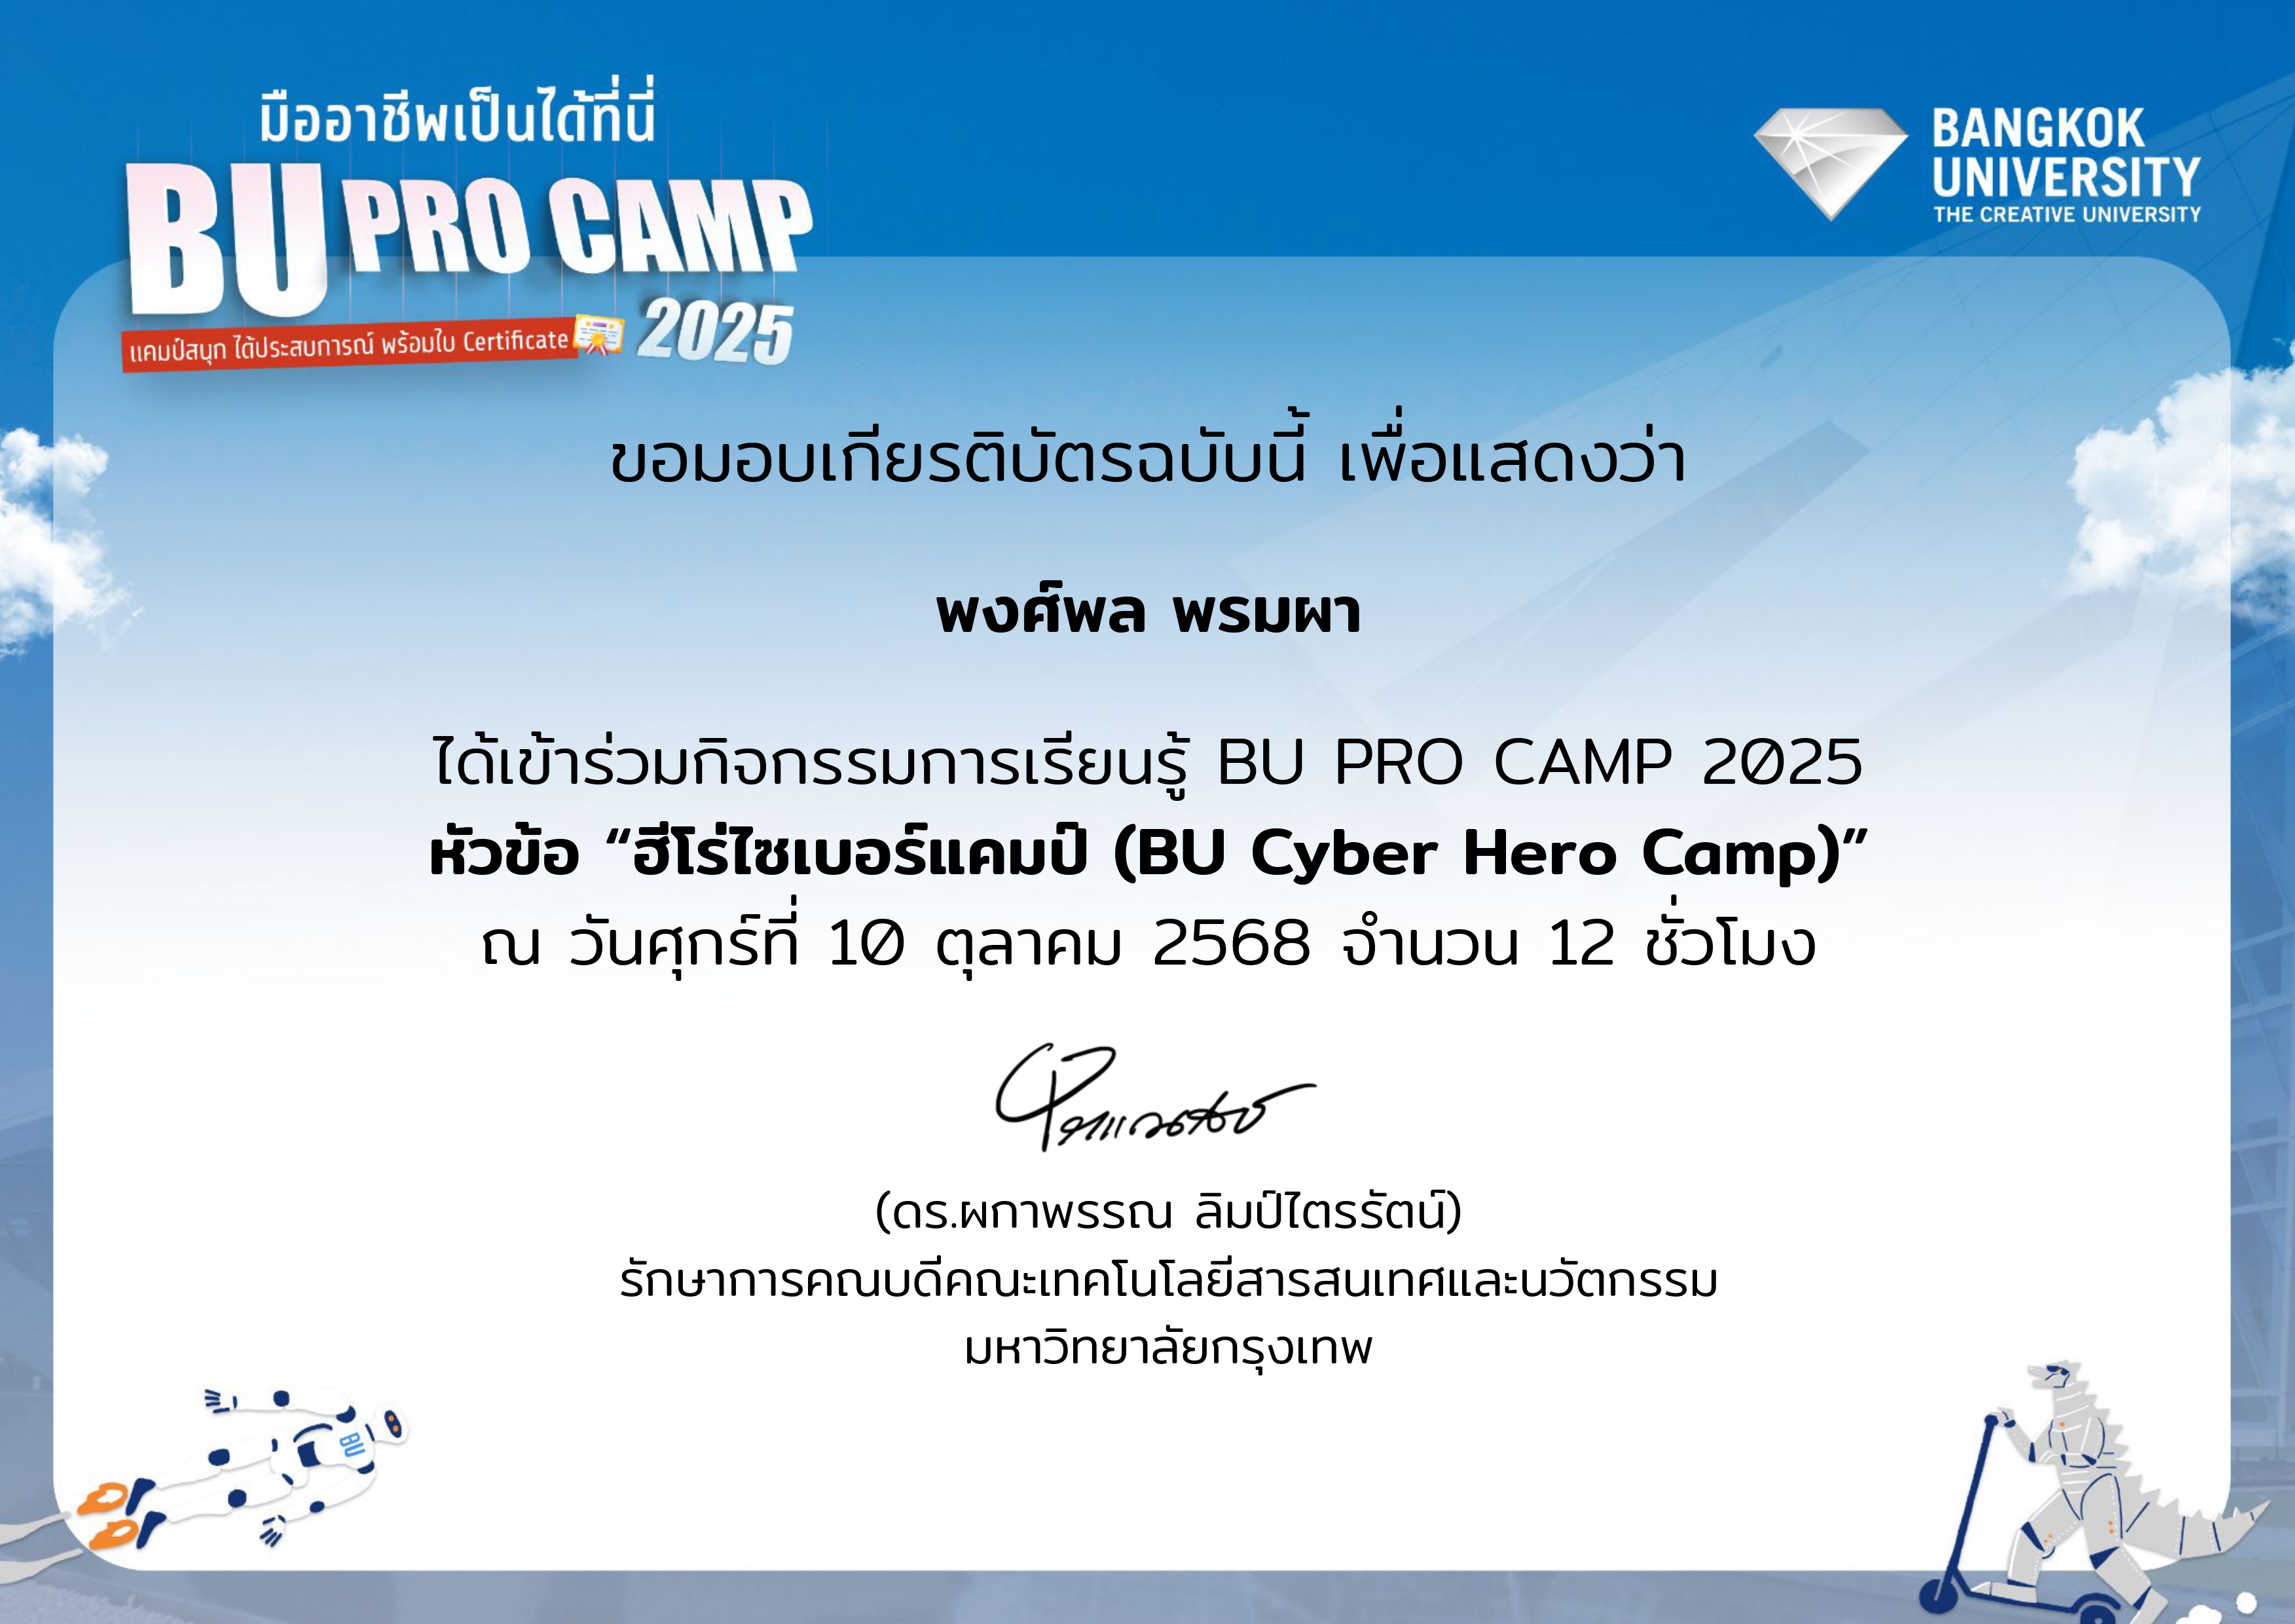 มืออาชีพเป็นได้ที่นี่
BU PRO CAMP
2025
แคมป์สนุก ได้ประสบการณ์ พร้อมใบ Certificate
BANGKOK
UNIVERSITY
THE CREATIVE UNIVERSITY
ขอมอบเกียรติบัตรฉบับนี้ เพื่อแสดงว่า
พงศ์พล พรมผา
ได้เข้าร่วมกิจกรรมการเรียนรู้ BU PRO CAMP 2025
หัวข้อ “ฮีโร่ไซเบอร์แคมป์ (BU Cyber Hero Camp)”
ณ วันศุกร์ที่ 10 ตุลาคม 2568 จำนวน 12 ชั่วโมง
(ดร.ผกาพรรณ ลิมป์ไตรรัตน์)
รักษาการคณบดีคณะเทคโนโลยีสารสนเทศและนวัตกรรม
มหาวิทยาลัยกรุงเทพ
BU